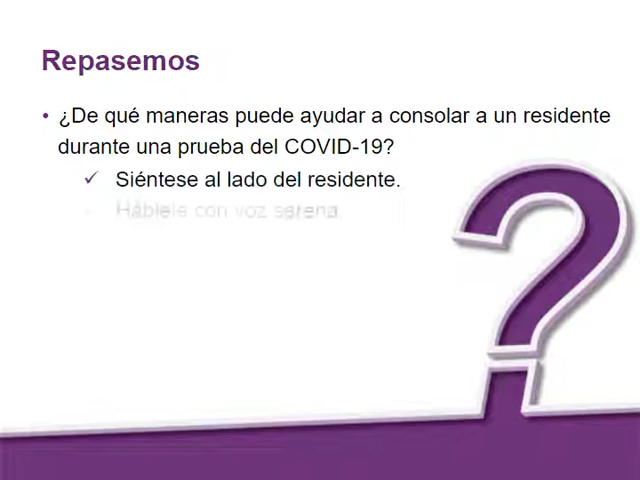 Repasemos
• ¿De qué maneras puede ayudar a consolar a un residente
durante una prueba del COVID-19?
✓ Siéntese al lado del residente.
Háblele con voz serena